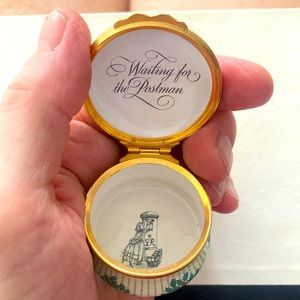 Waiting for
the Postman